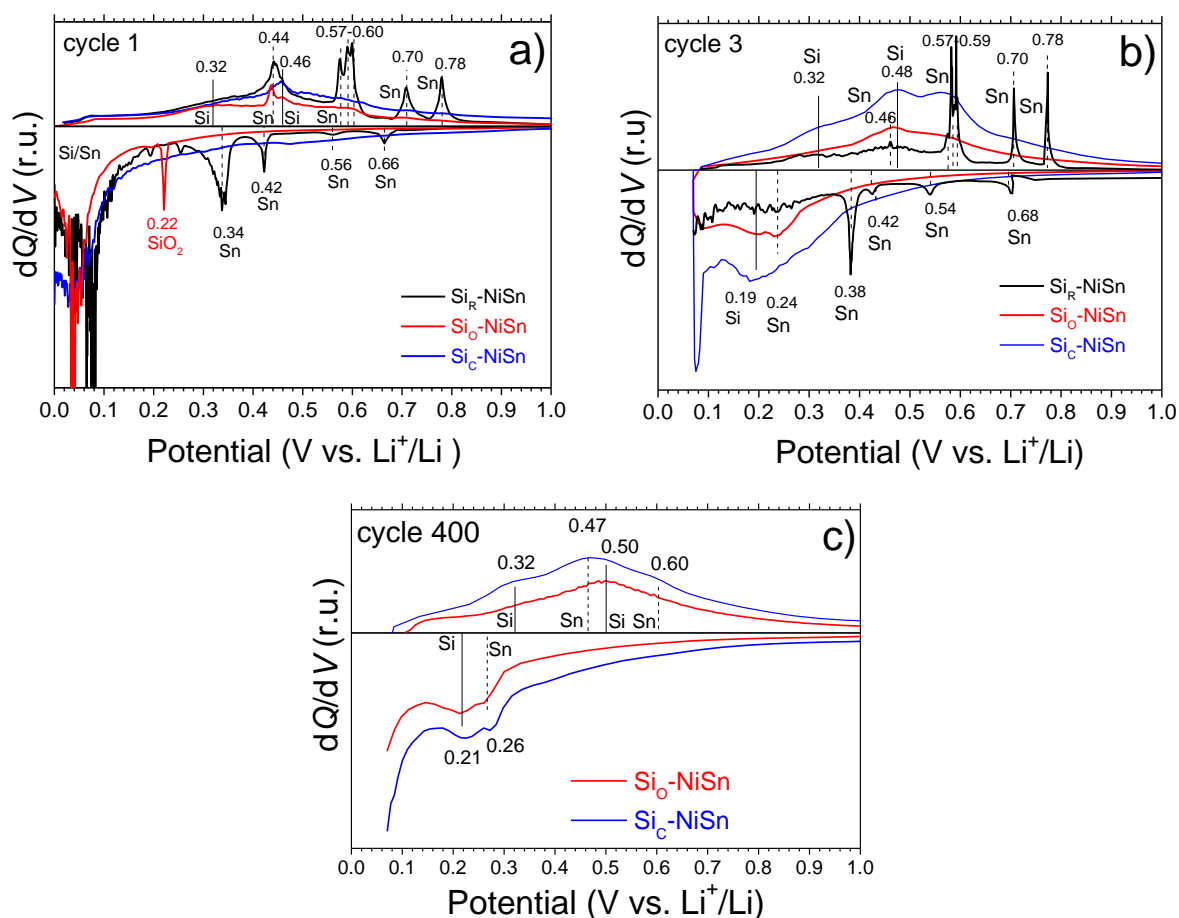 cycle 1
a)
0.32
0.44
0.46
0.57-0.60
0.70
0.78
Si
Sn
Si
Sn
Sn
Sn
Si/Sn
0.22
SiO2
0.34
Sn
0.42
Sn
0.56
Sn
0.66
Sn
SiR-NiSn
SiO-NiSn
SiC-NiSn
dQ/dV (r.u.)
0.0 0.1 0.2 0.3 0.4 0.5 0.6 0.7 0.8 0.9 1.0
Potential (V vs. Li+/Li )
cycle 3
b)
Si
0.32
Sn
0.46
Si
0.48
Sn
0.57
0.59
0.70
Sn
0.78
Sn
0.19
Si
0.24
Sn
0.38
Sn
0.42
Sn
0.54
Sn
0.68
Sn
SiR-NiSn
SiO-NiSn
SiC-NiSn
dQ/dV (r.u.)
0.0 0.1 0.2 0.3 0.4 0.5 0.6 0.7 0.8 0.9 1.0
Potential (V vs. Li+/Li)
cycle 400
c)
0.32
0.47
0.50
0.60
Si
Sn
Si
Sn
Si
Sn
0.21
0.26
SiO-NiSn
SiC-NiSn
dQ/dV (r.u.)
0.0 0.1 0.2 0.3 0.4 0.5 0.6 0.7 0.8 0.9 1.0
Potential (V vs. Li+/Li)